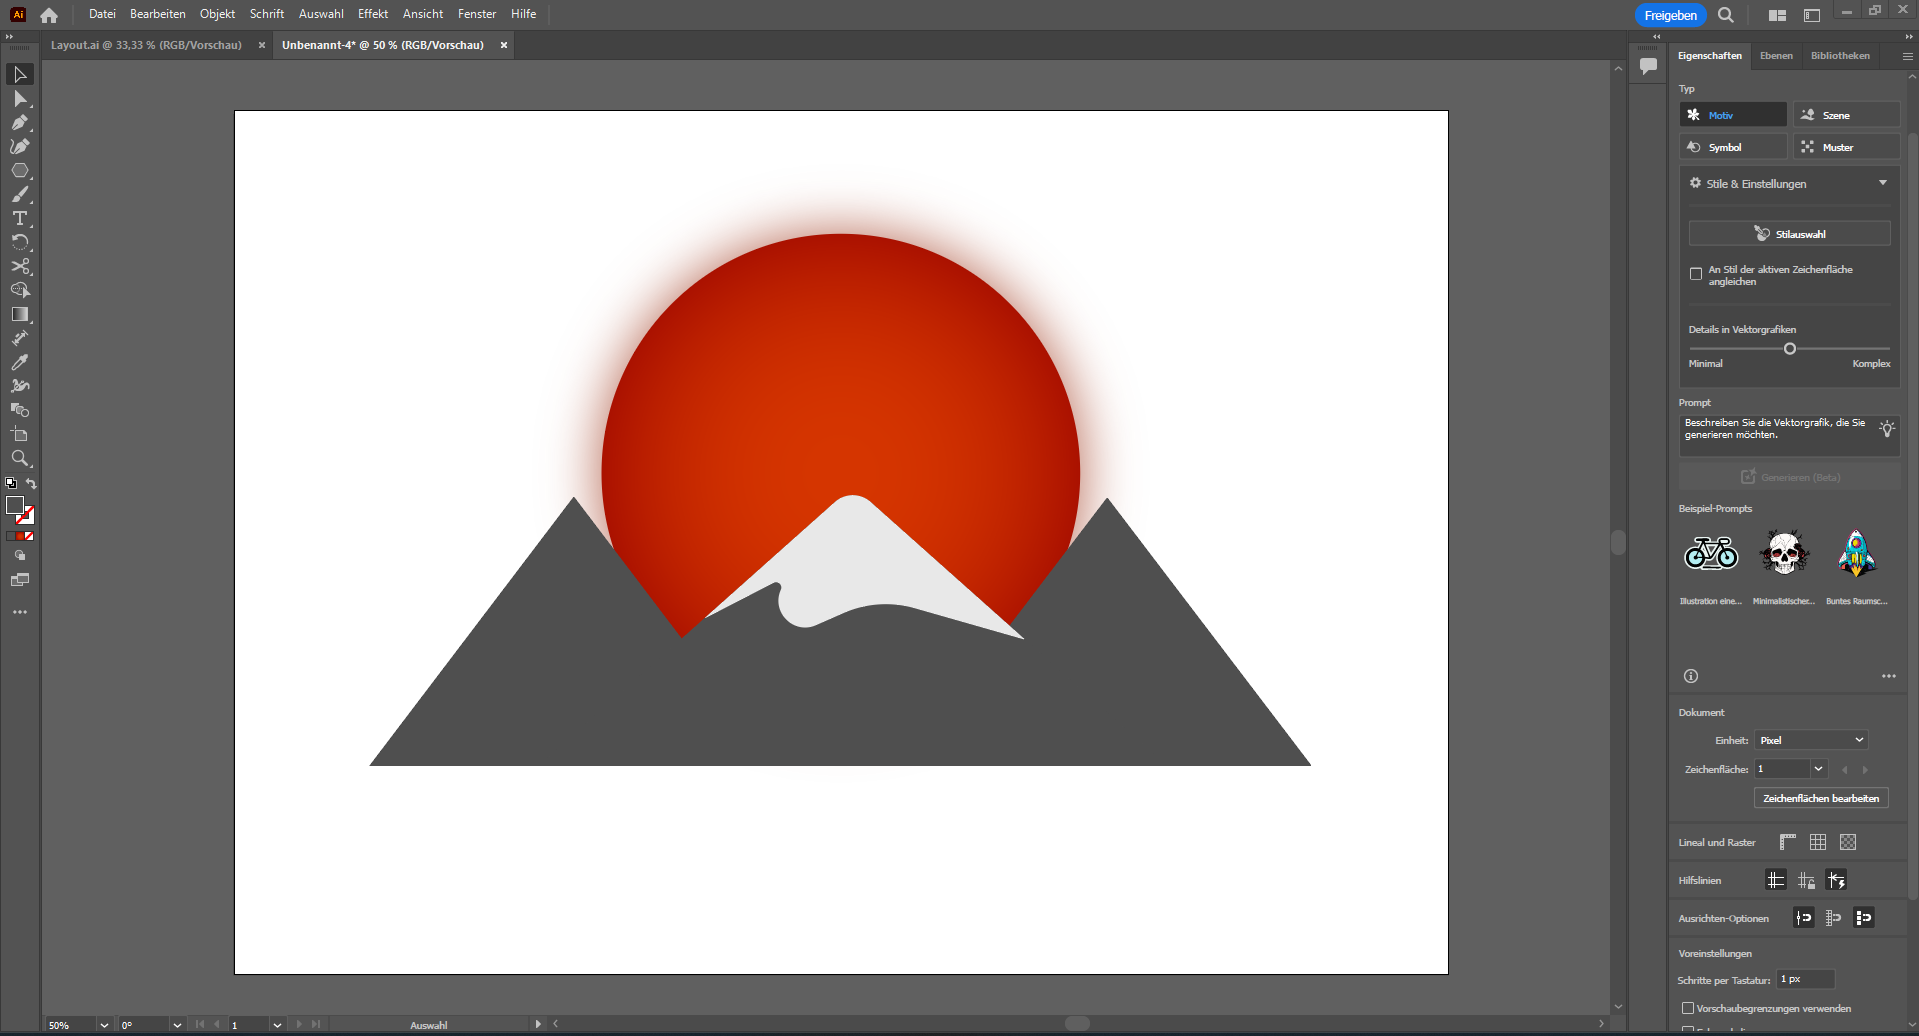 Ai
Datei Bearbeiten Objekt Schrift Auswahl Effekt Ansicht Fenster Hilfe
Freigeben
Layout.ai @ 33,33 % (RGB/Vorschau)
Unbenannt-4* @ 50 % (RGB/Vorschau)
Eigenschaften Ebenen Bibliotheken
Typ
Motiv Szene
Symbol Muster
Stile & Einstellungen
Stilauswahl
An Stil der aktiven Zeichenfläche
angleichen
Details in Vektorgrafiken
Minimal Komplex
Prompt
Beschreiben Sie die Vektorgrafik, die Sie
generieren möchten.
Generieren (Beta)
Beispiel-Prompts
Illustration eine... Minimalistischer... Buntes Raumsc...
Dokument
Einheit: Pixel
Zeichenfläche: 1
Zeichenflächen bearbeiten
Lineal und Raster
Hilfslinien
Ausrichten-Optionen
Voreinstellungen
Schritte per Tastatur: 1 px
Vorschaubegrenzungen verwenden
50% 0° 1 Auswahl